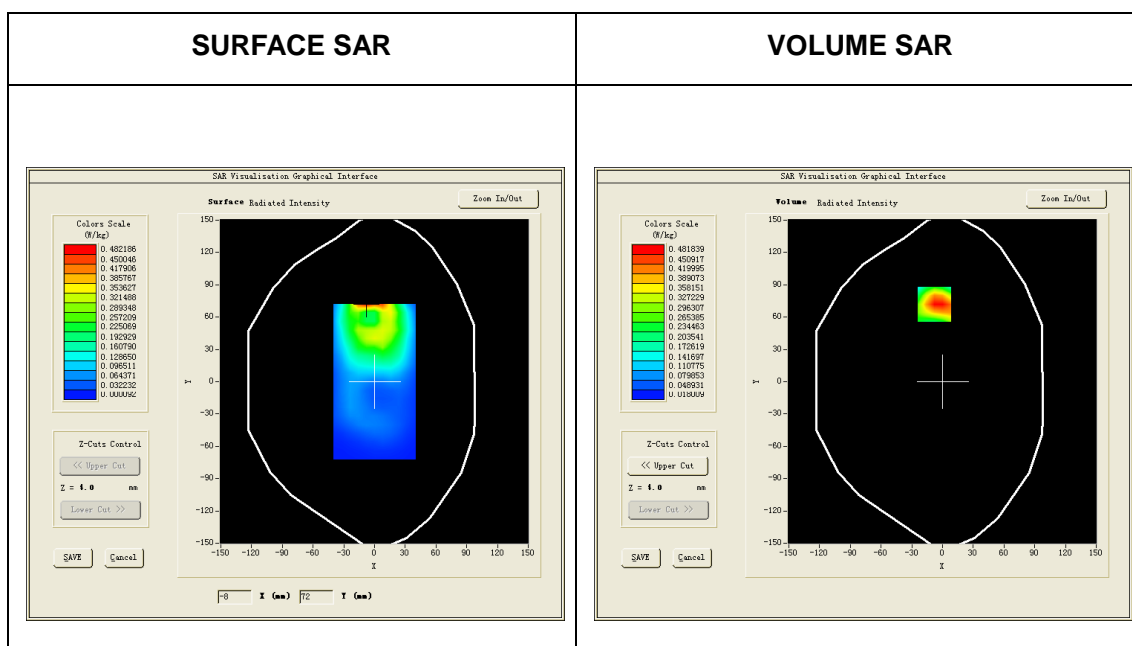 SURFACE SAR
VOLUME SAR
SAR Visualisation Graphical Interface
Surface Radiated Intensity
Zoom In/Out
Colors Scale
(W/kg)
0.482186
0.450046
0.417906
0.385767
0.353627
0.321488
0.289348
0.257209
0.225069
0.192929
0.160790
0.128650
0.096511
0.064371
0.032232
0.000092
Z-Cuts Control
<< Upper Cut
Z = 4.0 mm
Lower Cut >>
SAVE
Cancel
150
120
90
60
30
0
-30
-60
-90
-120
-150
Y
-150 -120 -90 -60 -30 0 30 60 90 120 150
X
-8 X (mm) 72 Y (mm)
SAR Visualisation Graphical Interface
Volume Radiated Intensity
Zoom In/Out
Colors Scale
(W/kg)
0.481839
0.450917
0.419995
0.389073
0.358151
0.327229
0.296307
0.265385
0.234463
0.203541
0.172619
0.141697
0.110775
0.079853
0.048931
0.018009
Z-Cuts Control
<< Upper Cut
Z = 4.0 mm
Lower Cut >>
SAVE
Cancel
150
120
90
60
30
0
-30
-60
-90
-120
-150
Y
-150 -120 -90 -60 -30 0 30 60 90 120 150
X